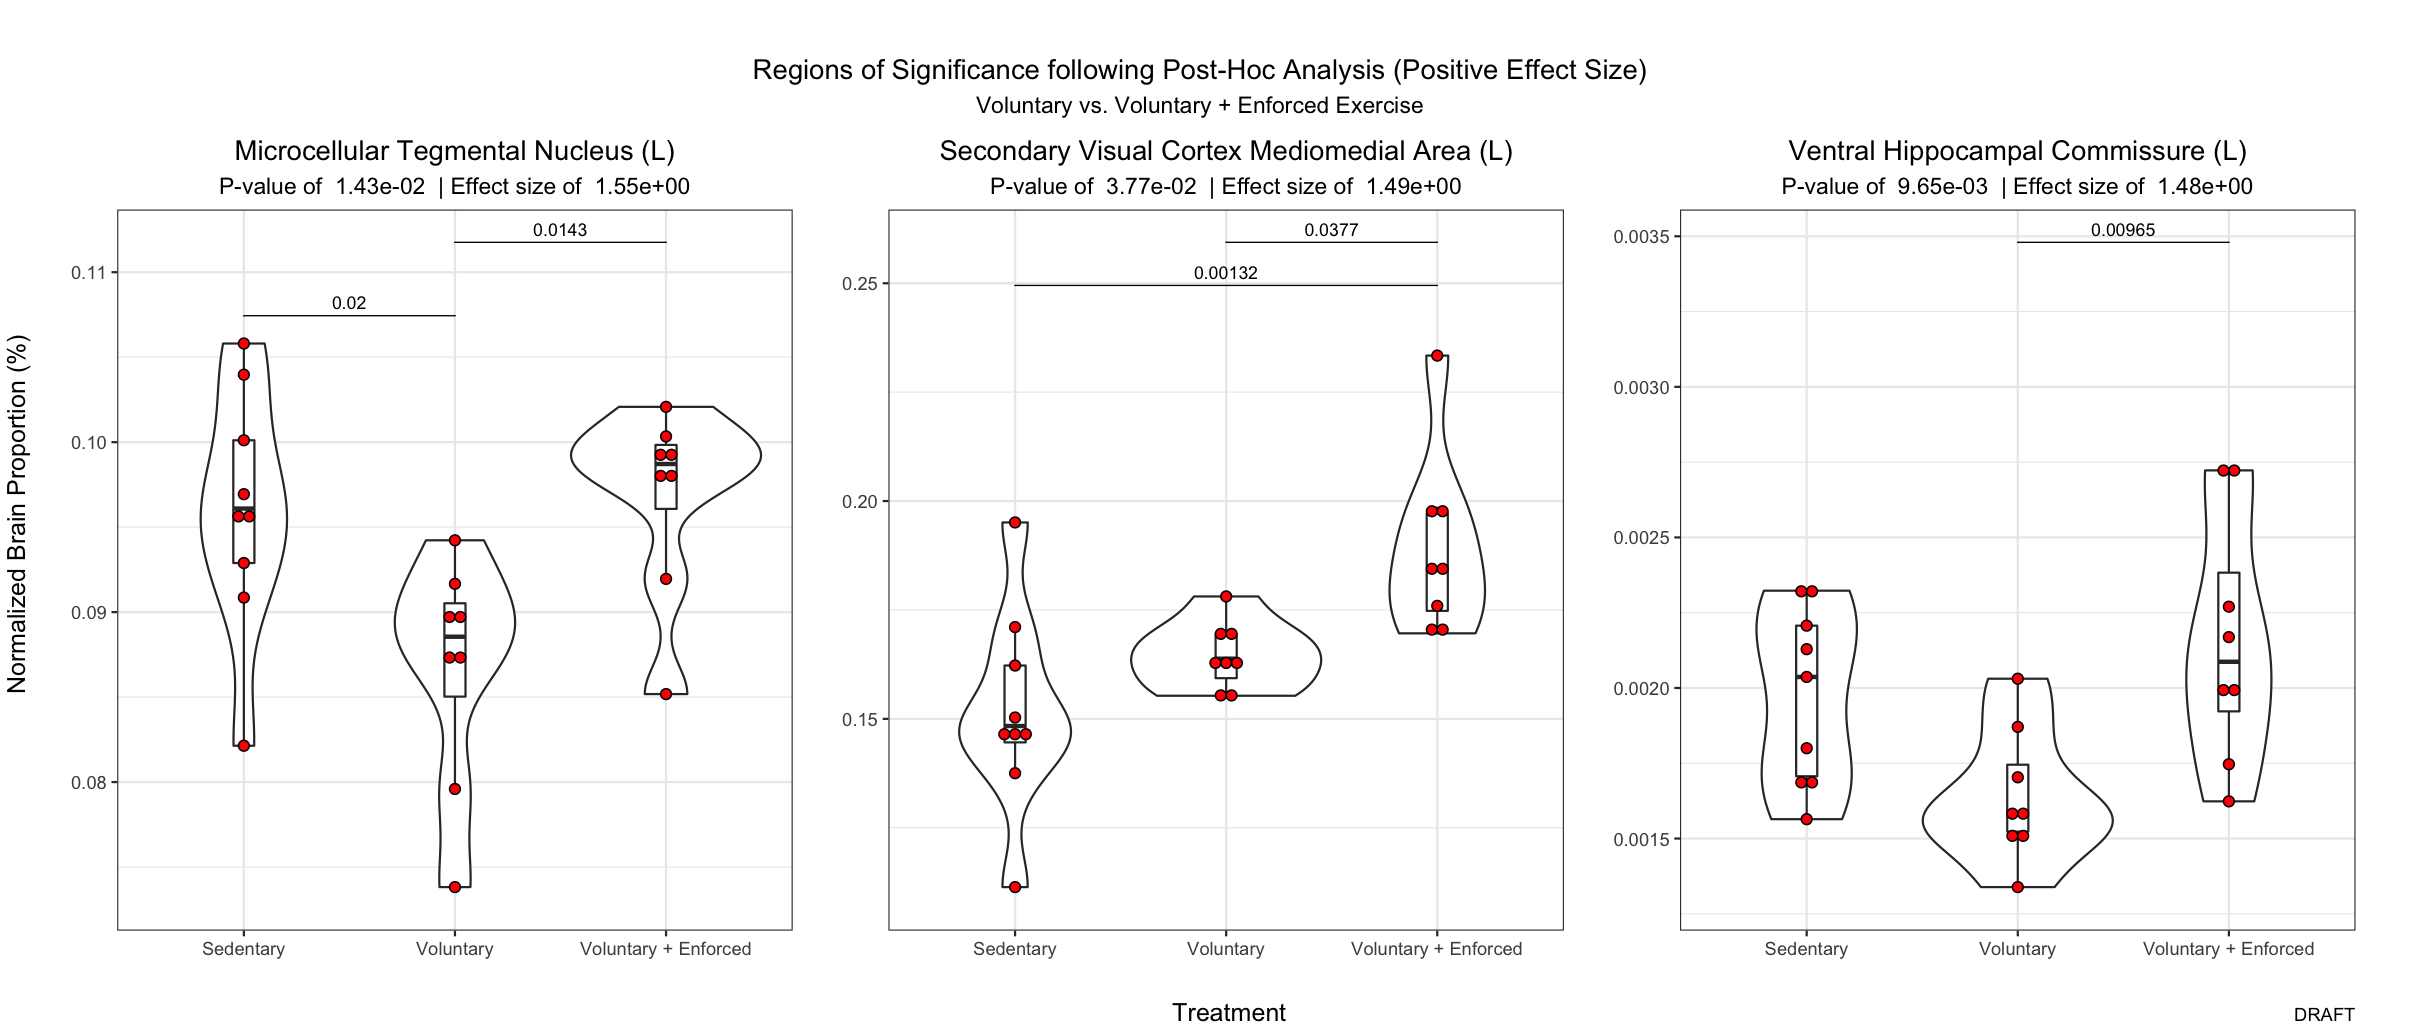 Regions of Significance following Post-Hoc Analysis (Positive Effect Size)
Voluntary vs. Voluntary + Enforced Exercise
Normalized Brain Proportion (%)
Microcellular Tegmental Nucleus (L)
P-value of 1.43e-02 | Effect size of 1.55e+00
0.0143
0.02
0.11
0.10
0.09
0.08
Sedentary Voluntary Voluntary + Enforced
Secondary Visual Cortex Mediomedial Area (L)
P-value of 3.77e-02 | Effect size of 1.49e+00
0.0377
0.00132
0.25
0.20
0.15
Sedentary Voluntary Voluntary + Enforced
Ventral Hippocampal Commissure (L)
P-value of 9.65e-03 | Effect size of 1.48e+00
0.00965
0.0035
0.0030
0.0025
0.0020
0.0015
Sedentary Voluntary Voluntary + Enforced
Treatment
DRAFT